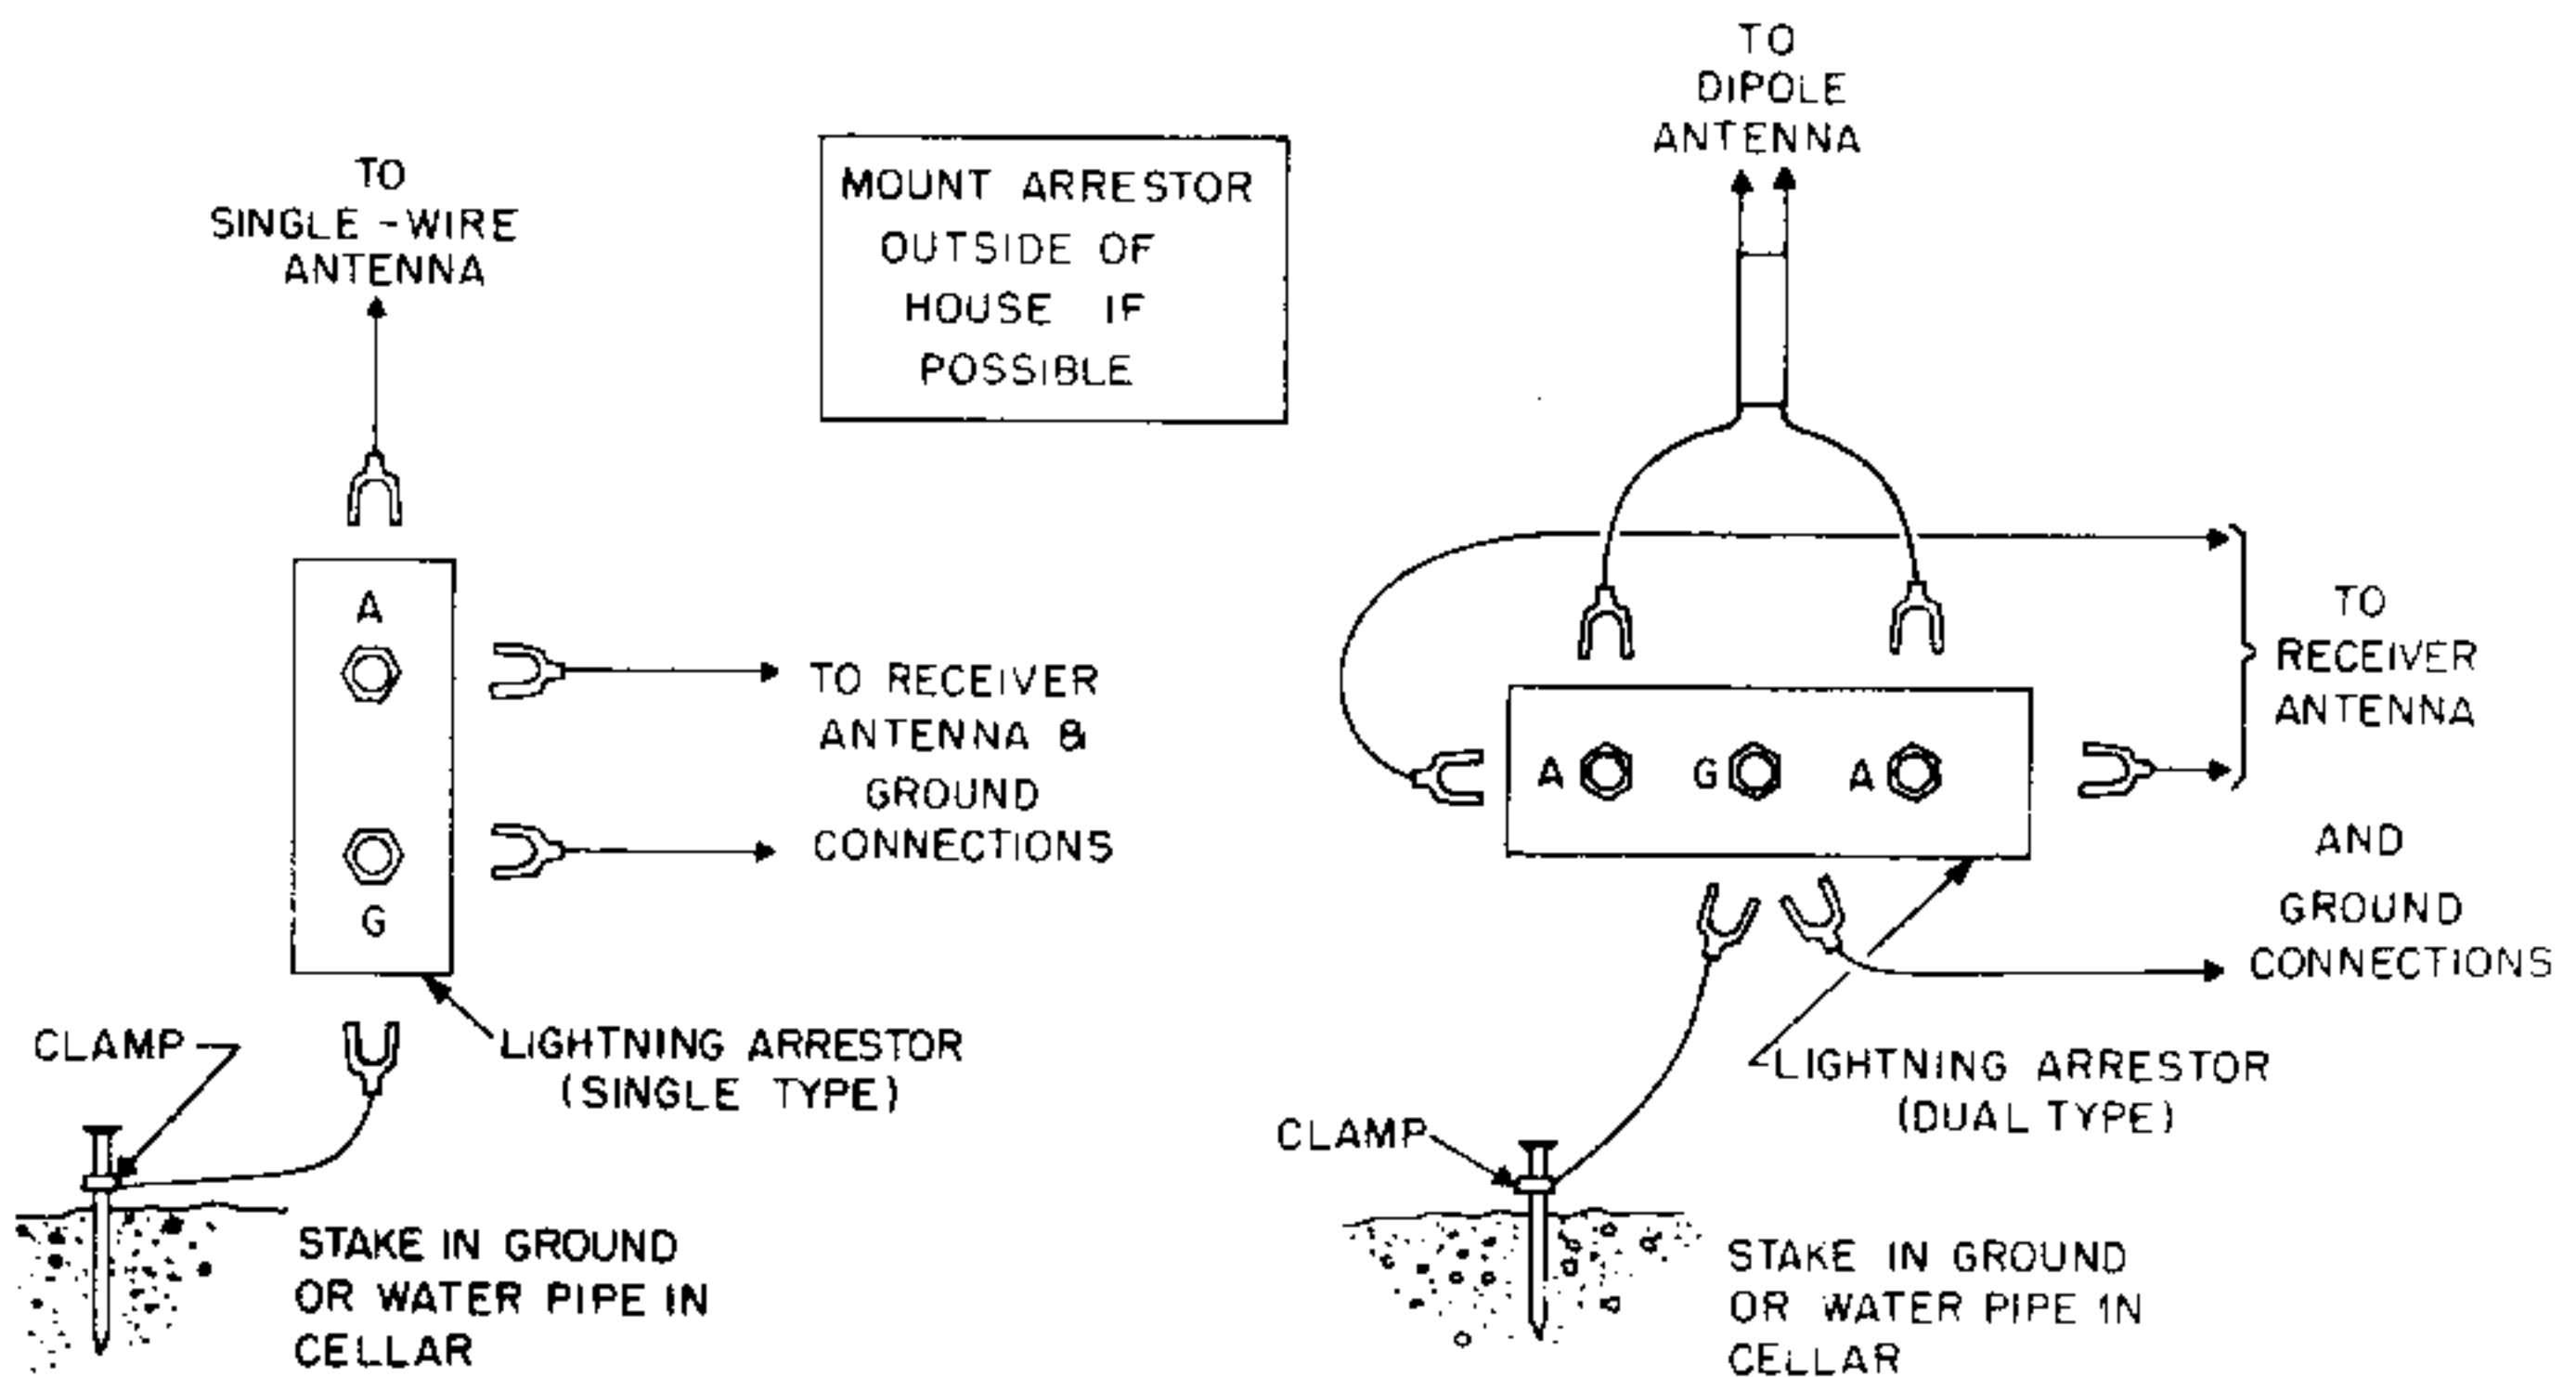 TO
SINGLE -WIRE
ANTENNA
A
G
TO RECEIVER
ANTENNA &
GROUND
CONNECTIONS
CLAMP
LIGHTNING ARRESTOR
(SINGLE TYPE)
STAKE IN GROUND
OR WATER PIPE IN
CELLAR
MOUNT ARRESTOR
OUTSIDE OF
HOUSE IF
POSSIBLE
TO
DIPOLE
ANTENNA
A G A
TO
RECEIVER
ANTENNA
AND
GROUND
CONNECTIONS
LIGHTNING ARRESTOR
(DUAL TYPE)
CLAMP
STAKE IN GROUND
OR WATER PIPE IN
CELLAR